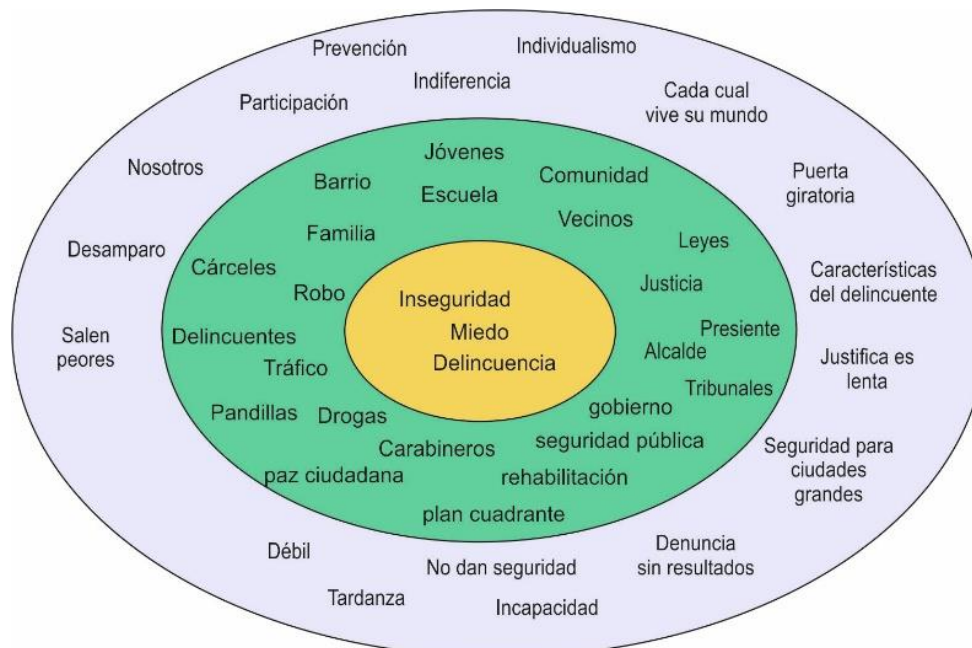 Prevención
Individualismo
Indiferencia
Participación
Cada cual
vive su mundo
Nosotros
Puerta
giratoria
Desamparo
Características
del delincuente
Salen
peores
Justifica es
lenta
Seguridad para
ciudades
grandes
Débil
Denuncia
sin resultados
No dan seguridad
Tardanza
Incapacidad
Jóvenes
Barrio
Escuela
Comunidad
Vecinos
Familia
Leyes
Cárceles
Robo
Justicia
Delincuentes
Presiente
Alcalde
Tráfico
Tribunales
Pandillas
Drogas
gobierno
Carabineros
seguridad pública
paz ciudadana
rehabilitación
plan cuadrante
Inseguridad
Miedo
Delincuencia